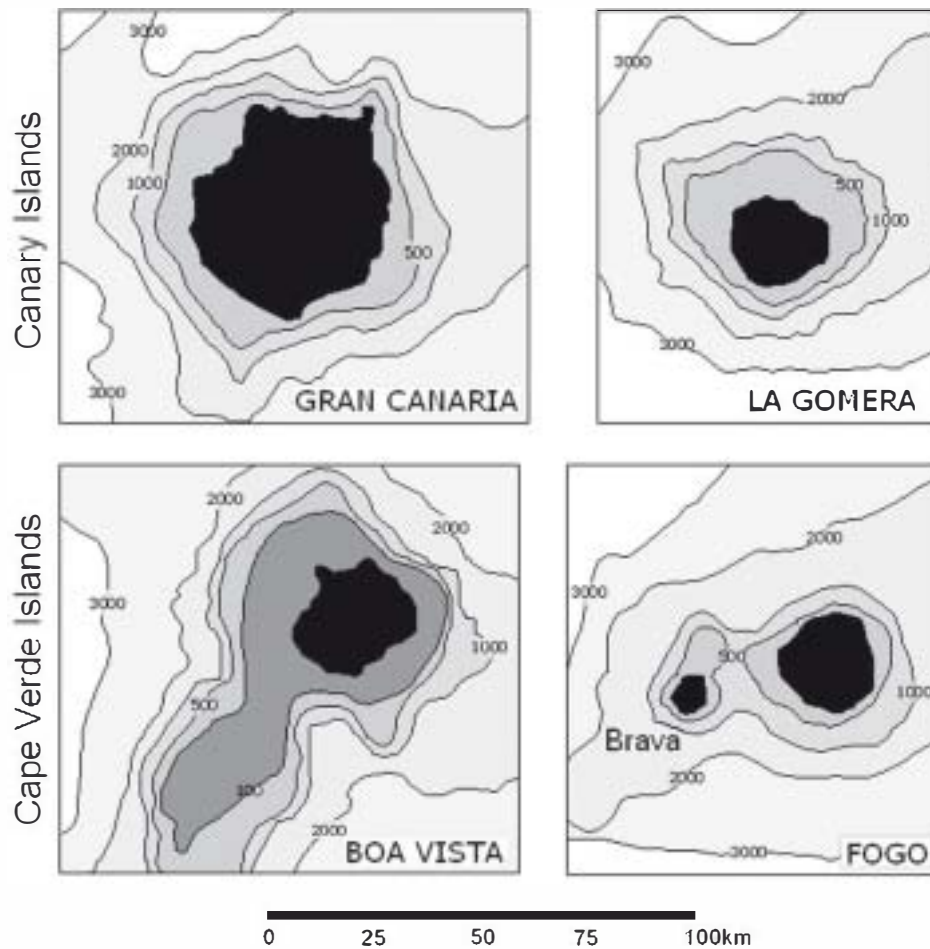 Canary Islands
3000
2000
1000
500
3000
GRAN CANARIA
3000
2000
500
1000
3000
LA GOMERA
Cape Verde Islands
2000
2000
3000
1000
500
100
2000
BOA VISTA
2000
3000
500
1000
Brava
2000
3000
FOGO
0 25 50 75 100km